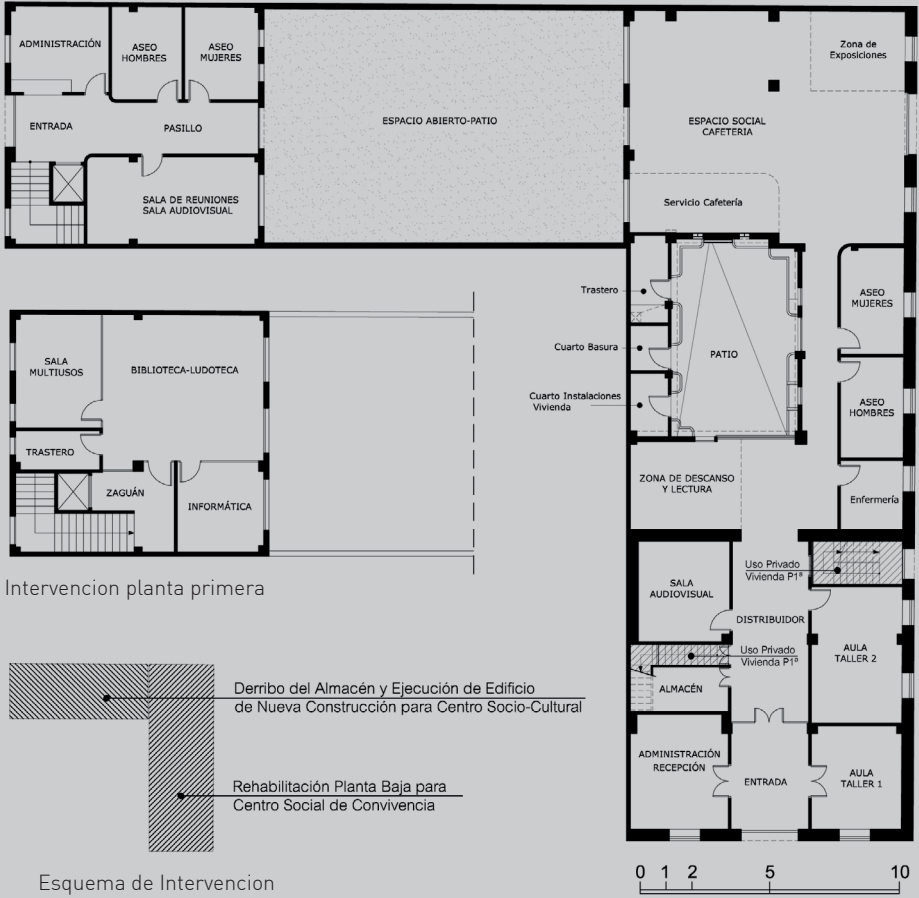 ADMINISTRACIÓN
ASEO
HOMBRES
ASEO
MUJERES
ENTRADA
PASILLO
SALA DE REUNIONES
SALA AUDIOVISUAL
ESPACIO ABIERTO-PATIO
Zona de
Exposiciones
ESPACIO SOCIAL
CAFETERIA
Servicio Cafetería
Trastero
Cuarto Basura
Cuarto Instalaciones
Vivienda
PATIO
ASEO
MUJERES
ASEO
HOMBRES
ZONA DE DESCANSO
Y LECTURA
Enfermería
SALA
AUDIOVISUAL
Uso Privado
Vivienda P1ª
DISTRIBUIDOR
AULA
TALLER 2
Uso Privado
Vivienda P1ª
ALMACÉN
ADMINISTRACIÓN
RECEPCIÓN
ENTRADA
AULA
TALLER 1
SALA
MULTIUSOS
BIBLIOTECA-LUDOTECA
TRASTERO
ZAGUÁN
INFORMÁTICA
Intervencion planta primera
Derribo del Almacén y Ejecución de Edificio
de Nueva Construcción para Centro Socio-Cultural
Rehabilitación Planta Baja para
Centro Social de Convivencia
Esquema de Intervencion
0 1 2 5 10